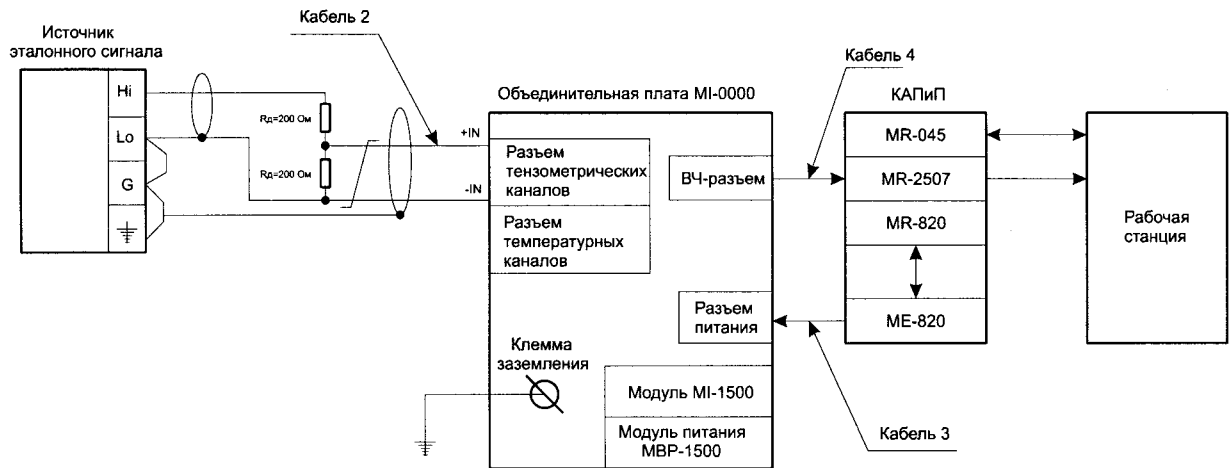 Кабель 2
Источник
эталонного сигнала
Кабель 4
Hi
Lo
G
Rд=200 Ом
Rд=200 Ом
+IN
-IN
Объединительная плата MI-0000
Разъем
тензометрических
каналов
Разъем
температурных
каналов
ВЧ-разъем
Разъем
питания
Клемма
заземления
Модуль MI-1500
Модуль питания
МВР-1500
КАПиП
MR-045
MR-2507
MR-820
ME-820
Рабочая
станция
Кабель 3